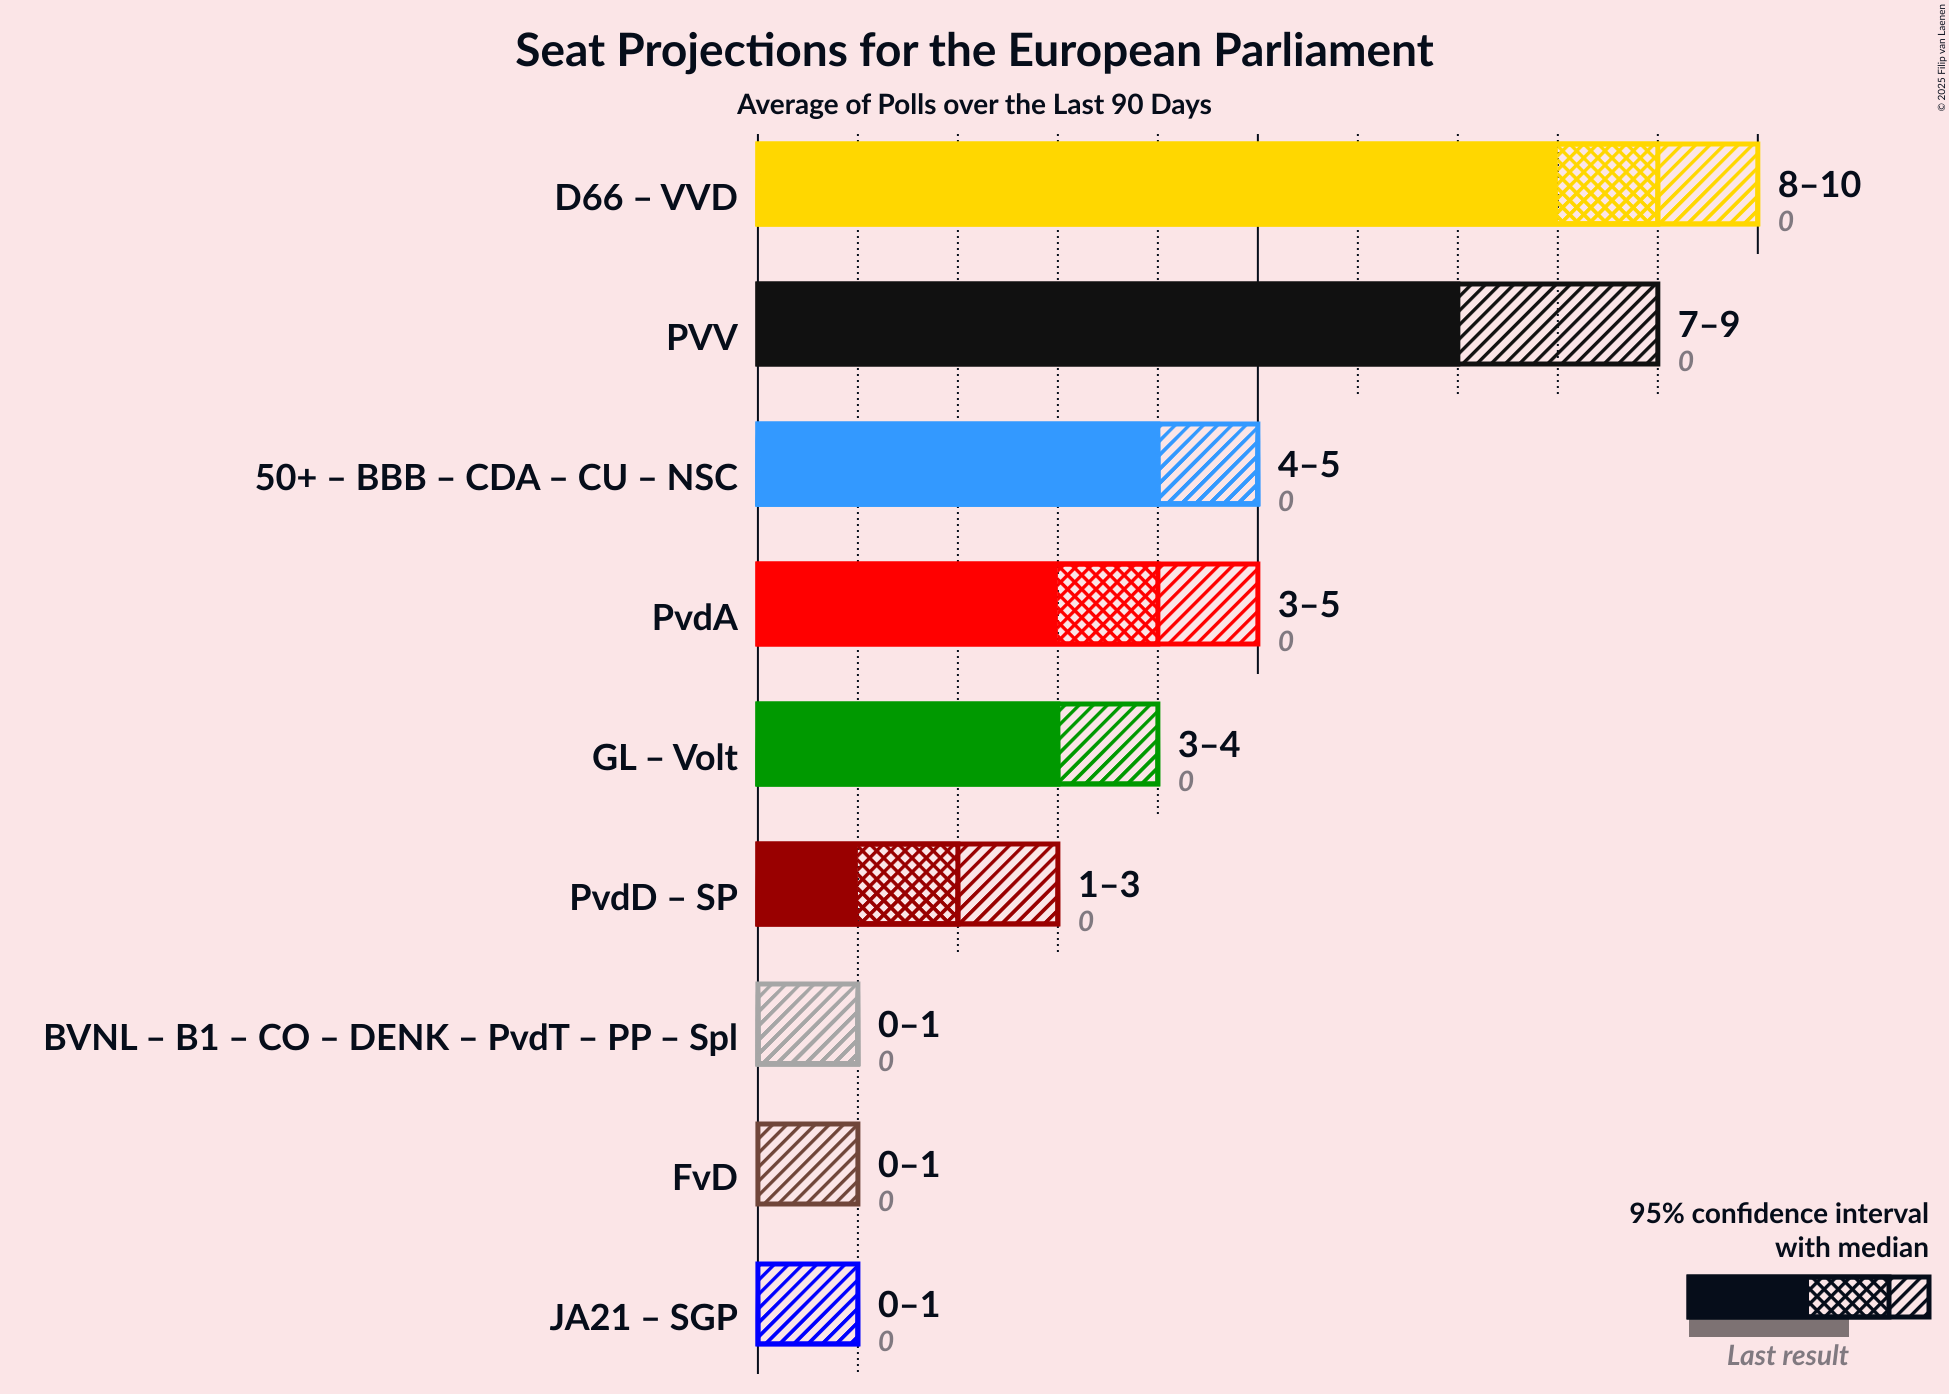 Seat Projections for the European Parliament
Average of Polls over the Last 90 Days
© 2025 Filip van Laenen
D66 – VVD
8–10
0
PVV
7–9
0
50+ – BBB – CDA – CU – NSC
4–5
0
PvdA
3–5
0
GL – Volt
3–4
0
PvdD – SP
1–3
0
BVNL – B1 – CO – DENK – PvdT – PP – Spl
0–1
0
FvD
0–1
0
JA21 – SGP
0–1
0
95% confidence interval
with median
Last result